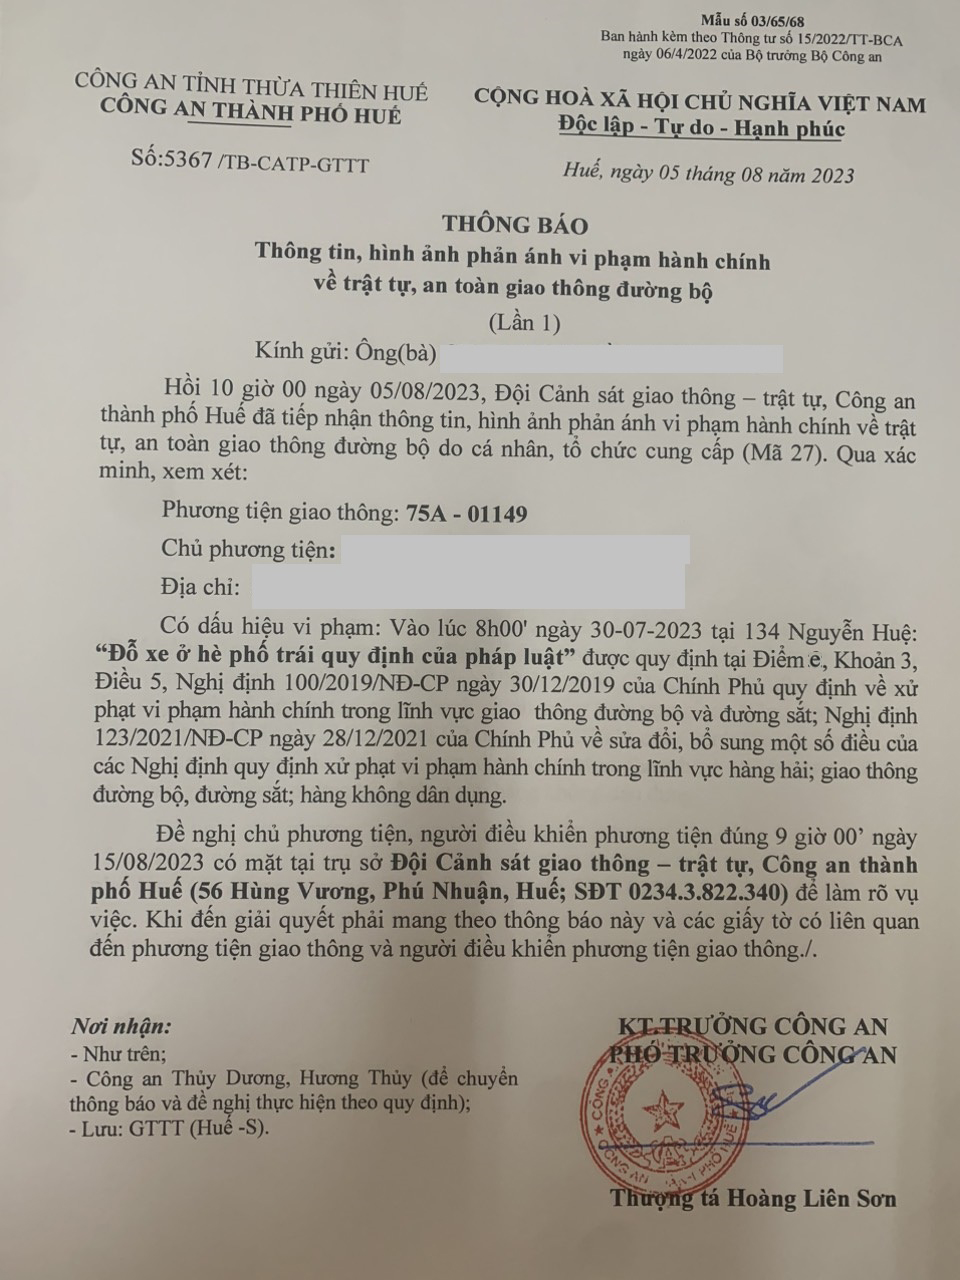 Mẫu số 03/65/68
Ban hành kèm theo Thông tư số 15/2022/TT-BCA
ngày 06/4/2022 của Bộ trưởng Bộ Công an
CÔNG AN TỈNH THỪA THIÊN HUẾ
CÔNG AN THÀNH PHỐ HUẾ
CỘNG HOÀ XÃ HỘI CHỦ NGHĨA VIỆT NAM
Độc lập - Tự do - Hạnh phúc
Số:5367 /TB-CATP-GTTT
Huế, ngày 05 tháng 08 năm 2023
THÔNG BÁO
Thông tin, hình ảnh phản ánh vi phạm hành chính
về trật tự, an toàn giao thông đường bộ
(Lần 1)
Kính gửi: Ông(bà)
Hồi 10 giờ 00 ngày 05/08/2023, Đội Cảnh sát giao thông – trật tự, Công an
thành phố Huế đã tiếp nhận thông tin, hình ảnh phản ánh vi phạm hành chính về trật
tự, an toàn giao thông đường bộ do cá nhân, tổ chức cung cấp (Mã 27). Qua xác
minh, xem xét:
Phương tiện giao thông: 75A - 01149
Chủ phương tiện:
Địa chỉ:
Có dấu hiệu vi phạm: Vào lúc 8h00' ngày 30-07-2023 tại 134 Nguyễn Huệ:
“Đỗ xe ở hè phố trái quy định của pháp luật” được quy định tại Điểm e, Khoản 3,
Điều 5, Nghị định 100/2019/NĐ-CP ngày 30/12/2019 của Chính Phủ quy định về xử
phạt vi phạm hành chính trong lĩnh vực giao thông đường bộ và đường sắt; Nghị định
123/2021/NĐ-CP ngày 28/12/2021 của Chính Phủ về sửa đổi, bổ sung một số điều của
các Nghị định quy định xử phạt vi phạm hành chính trong lĩnh vực hàng hải; giao thông
đường bộ, đường sắt; hàng không dân dụng.
Đề nghị chủ phương tiện, người điều khiển phương tiện đúng 9 giờ 00’ ngày
15/08/2023 có mặt tại trụ sở Đội Cảnh sát giao thông – trật tự, Công an thành
phố Huế (56 Hùng Vương, Phú Nhuận, Huế; SĐT 0234.3.822.340) để làm rõ vụ
việc. Khi đến giải quyết phải mang theo thông báo này và các giấy tờ có liên quan
đến phương tiện giao thông và người điều khiển phương tiện giao thông./.
Nơi nhận:
- Như trên;
- Công an Thủy Dương, Hương Thủy (để chuyển
thông báo và đề nghị thực hiện theo quy định);
- Lưu: GTTT (Huế -S).
KT.TRƯỞNG CÔNG AN
PHÓ TRƯỞNG CÔNG AN
Thượng tá Hoàng Liên Sơn